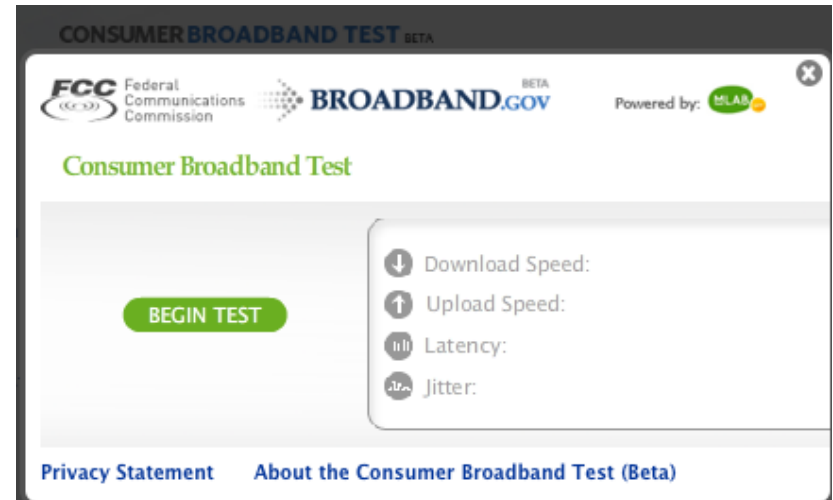 CONSUMER BROADBAND TEST BETA
FCC Federal Communications Commission
BROADBAND.GOV BETA
Powered by: MLAB
Consumer Broadband Test
BEGIN TEST
Download Speed:
Upload Speed:
Latency:
Jitter:
Privacy Statement About the Consumer Broadband Test (Beta)